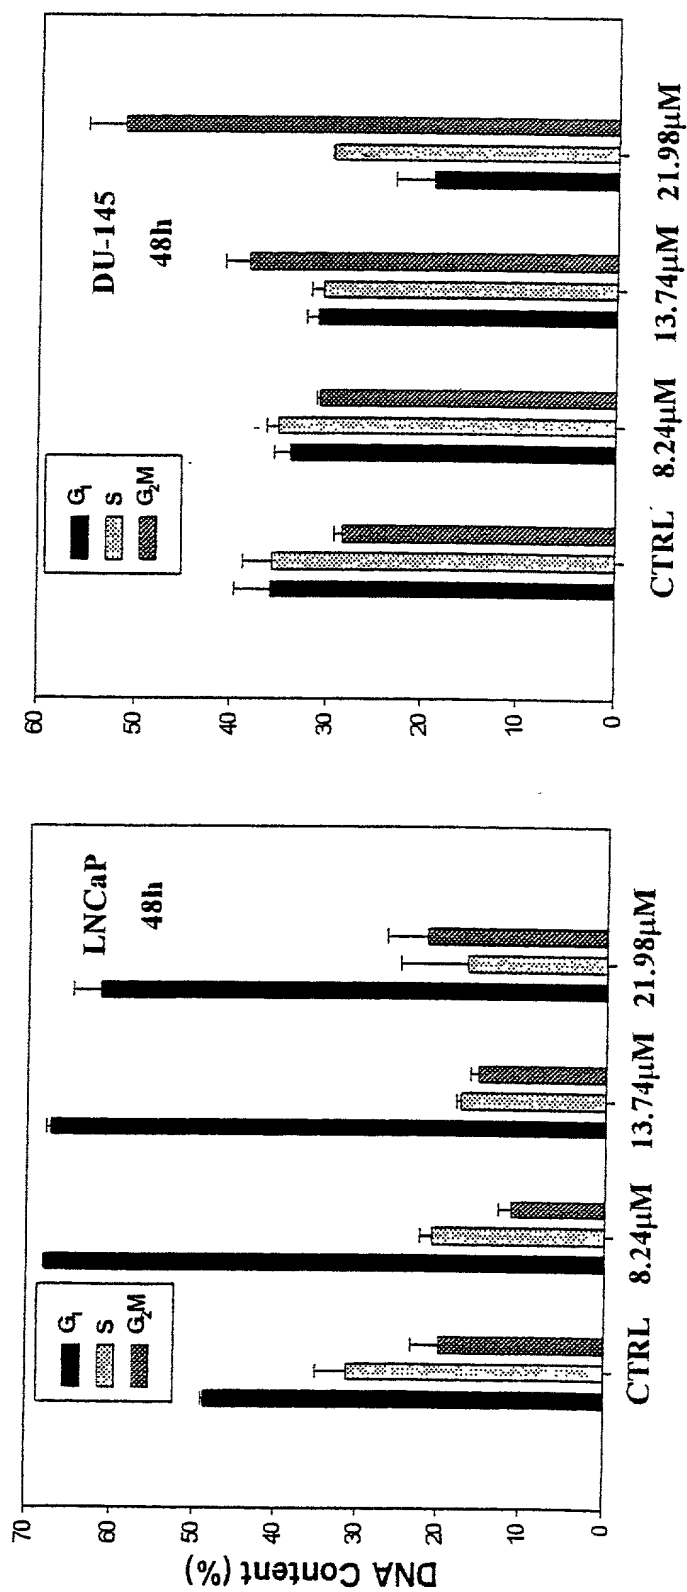 DNA Content (%)
70
60
50
40
30
20
10
0
G₁
S
G₂M
LNCaP
48h
CTRL 8.24µM 13.74µM 21.98µM
60
50
40
30
20
10
0
G₁
S
G₂M
DU-145
48h
CTRL 8.24µM 13.74µM 21.98µM